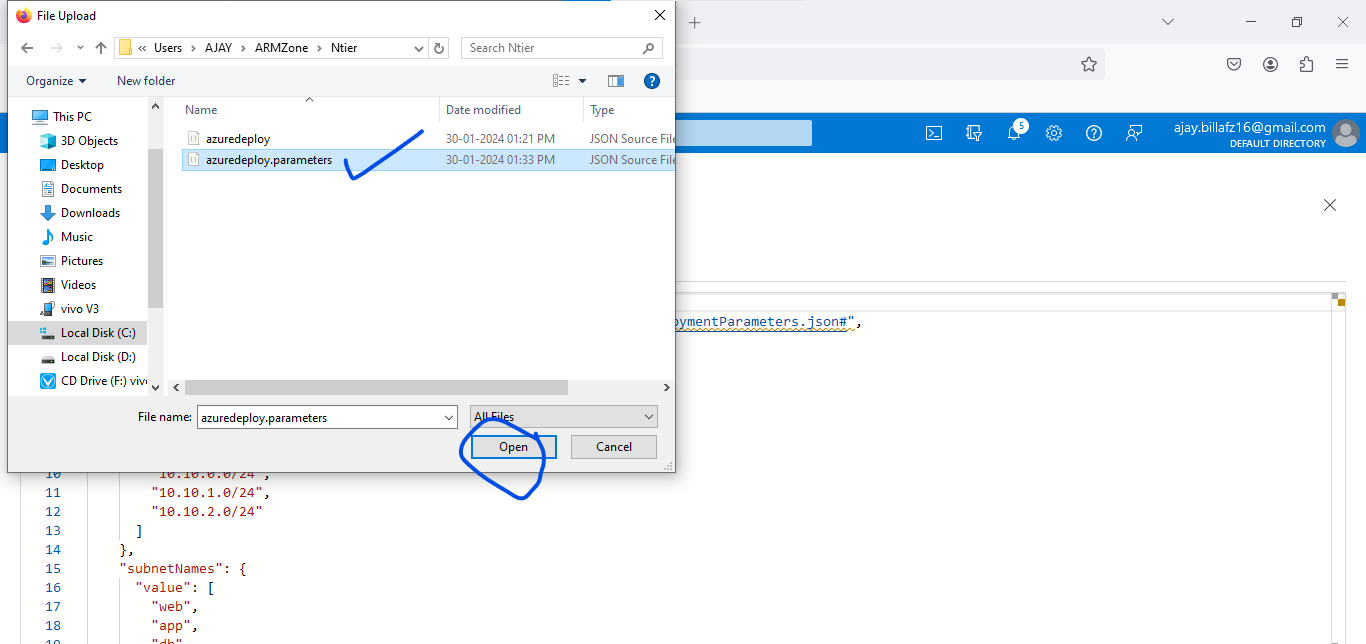 File Upload
« Users > AJAY > ARMZone > Ntier
Search Ntier
Organize
New folder
This PC
3D Objects
Desktop
Documents
Downloads
Music
Pictures
Videos
vivo V3
Local Disk (C:)
Local Disk (D:)
CD Drive (F:) vivo
Name
Date modified
Type
azuredeploy
30-01-2024 01:21 PM
JSON Source File
azuredeploy.parameters
30-01-2024 01:33 PM
JSON Source File
File name:
azuredeploy.parameters
All Files
Open
Cancel
5
ajay.billafz16@gmail.com
DEFAULT DIRECTORY
oymentParameters.json#",
10 "10.10.0.0/24",
11 "10.10.1.0/24",
12 "10.10.2.0/24"
13 ]
14 },
15 "subnetNames": {
16 "value": [
17 "web",
18 "app",
19 "db"